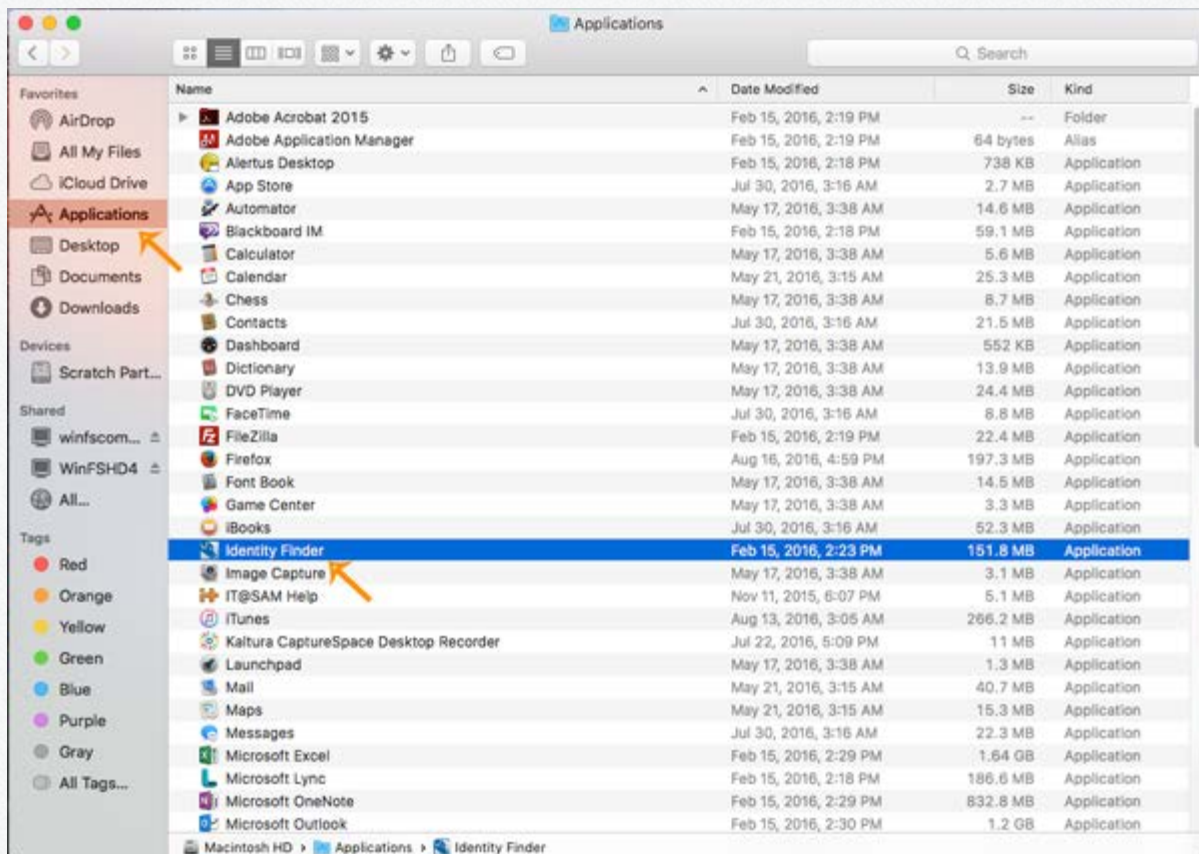 Applications
Search
Favorites
AirDrop
All My Files
iCloud Drive
Applications
Desktop
Documents
Downloads
Devices
Scratch Part...
Shared
winfscom...
WinFSHD4
All...
Tags
Red
Orange
Yellow
Green
Blue
Purple
Gray
All Tags...
Name Date Modified Size Kind
Adobe Acrobat 2015 Feb 15, 2016, 2:19 PM -- Folder
Adobe Application Manager Feb 15, 2016, 2:19 PM 64 bytes Alias
Alertus Desktop Feb 15, 2016, 2:18 PM 738 KB Application
App Store Jul 30, 2016, 3:16 AM 2.7 MB Application
Automator May 17, 2016, 3:38 AM 14.6 MB Application
Blackboard IM Feb 15, 2016, 2:18 PM 59.1 MB Application
Calculator May 17, 2016, 3:38 AM 5.6 MB Application
Calendar May 21, 2016, 3:15 AM 25.3 MB Application
Chess May 17, 2016, 3:38 AM 8.7 MB Application
Contacts Jul 30, 2016, 3:16 AM 21.5 MB Application
Dashboard May 17, 2016, 3:38 AM 552 KB Application
Dictionary May 17, 2016, 3:38 AM 13.9 MB Application
DVD Player May 17, 2016, 3:38 AM 24.4 MB Application
FaceTime Jul 30, 2016, 3:16 AM 8.8 MB Application
FileZilla Feb 15, 2016, 2:19 PM 22.4 MB Application
Firefox Aug 16, 2016, 4:59 PM 197.3 MB Application
Font Book May 17, 2016, 3:38 AM 14.5 MB Application
Game Center May 17, 2016, 3:38 AM 3.3 MB Application
iBooks Jul 30, 2016, 3:16 AM 52.3 MB Application
Identity Finder Feb 15, 2016, 2:23 PM 151.8 MB Application
Image Capture May 17, 2016, 3:38 AM 3.1 MB Application
IT@SAM Help Nov 11, 2015, 6:07 PM 5.1 MB Application
iTunes Aug 13, 2016, 3:05 AM 266.2 MB Application
Kaltura CaptureSpace Desktop Recorder Jul 22, 2016, 5:09 PM 11 MB Application
Launchpad May 17, 2016, 3:38 AM 1.3 MB Application
Mail May 21, 2016, 3:15 AM 40.7 MB Application
Maps May 21, 2016, 3:15 AM 15.3 MB Application
Messages Jul 30, 2016, 3:16 AM 22.3 MB Application
Microsoft Excel Feb 15, 2016, 2:29 PM 1.64 GB Application
Microsoft Lync Feb 15, 2016, 2:18 PM 186.6 MB Application
Microsoft OneNote Feb 15, 2016, 2:29 PM 832.8 MB Application
Microsoft Outlook Feb 15, 2016, 2:30 PM 1.2 GB Application
Macintosh HD Applications Identity Finder